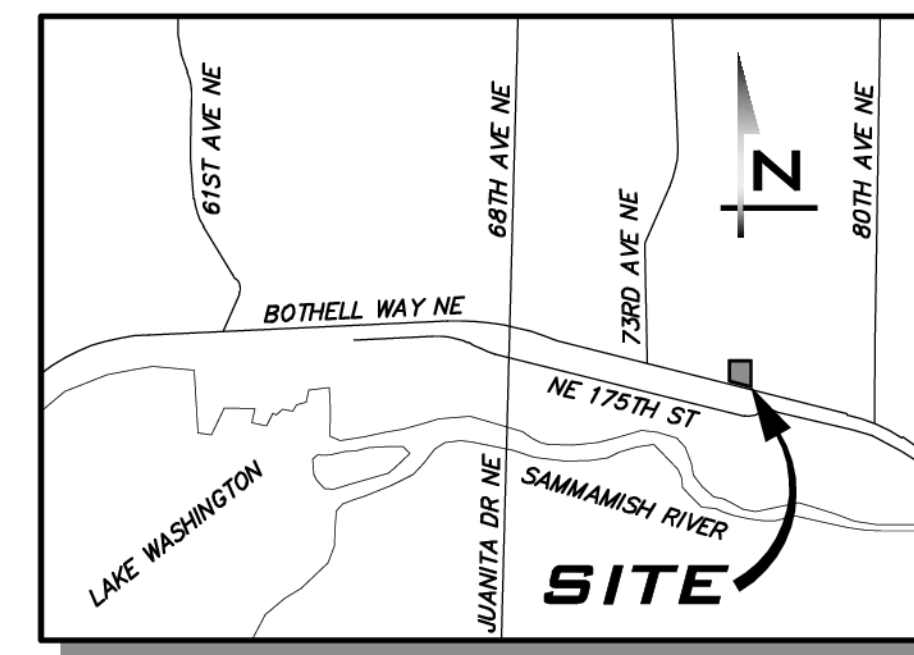 61ST AVE NE
68TH AVE NE
73RD AVE NE
80TH AVE NE
N
BOTHELL WAY NE
NE 175TH ST
LAKE WASHINGTON
JUANITA DR NE
SAMMAMISH RIVER
SITE